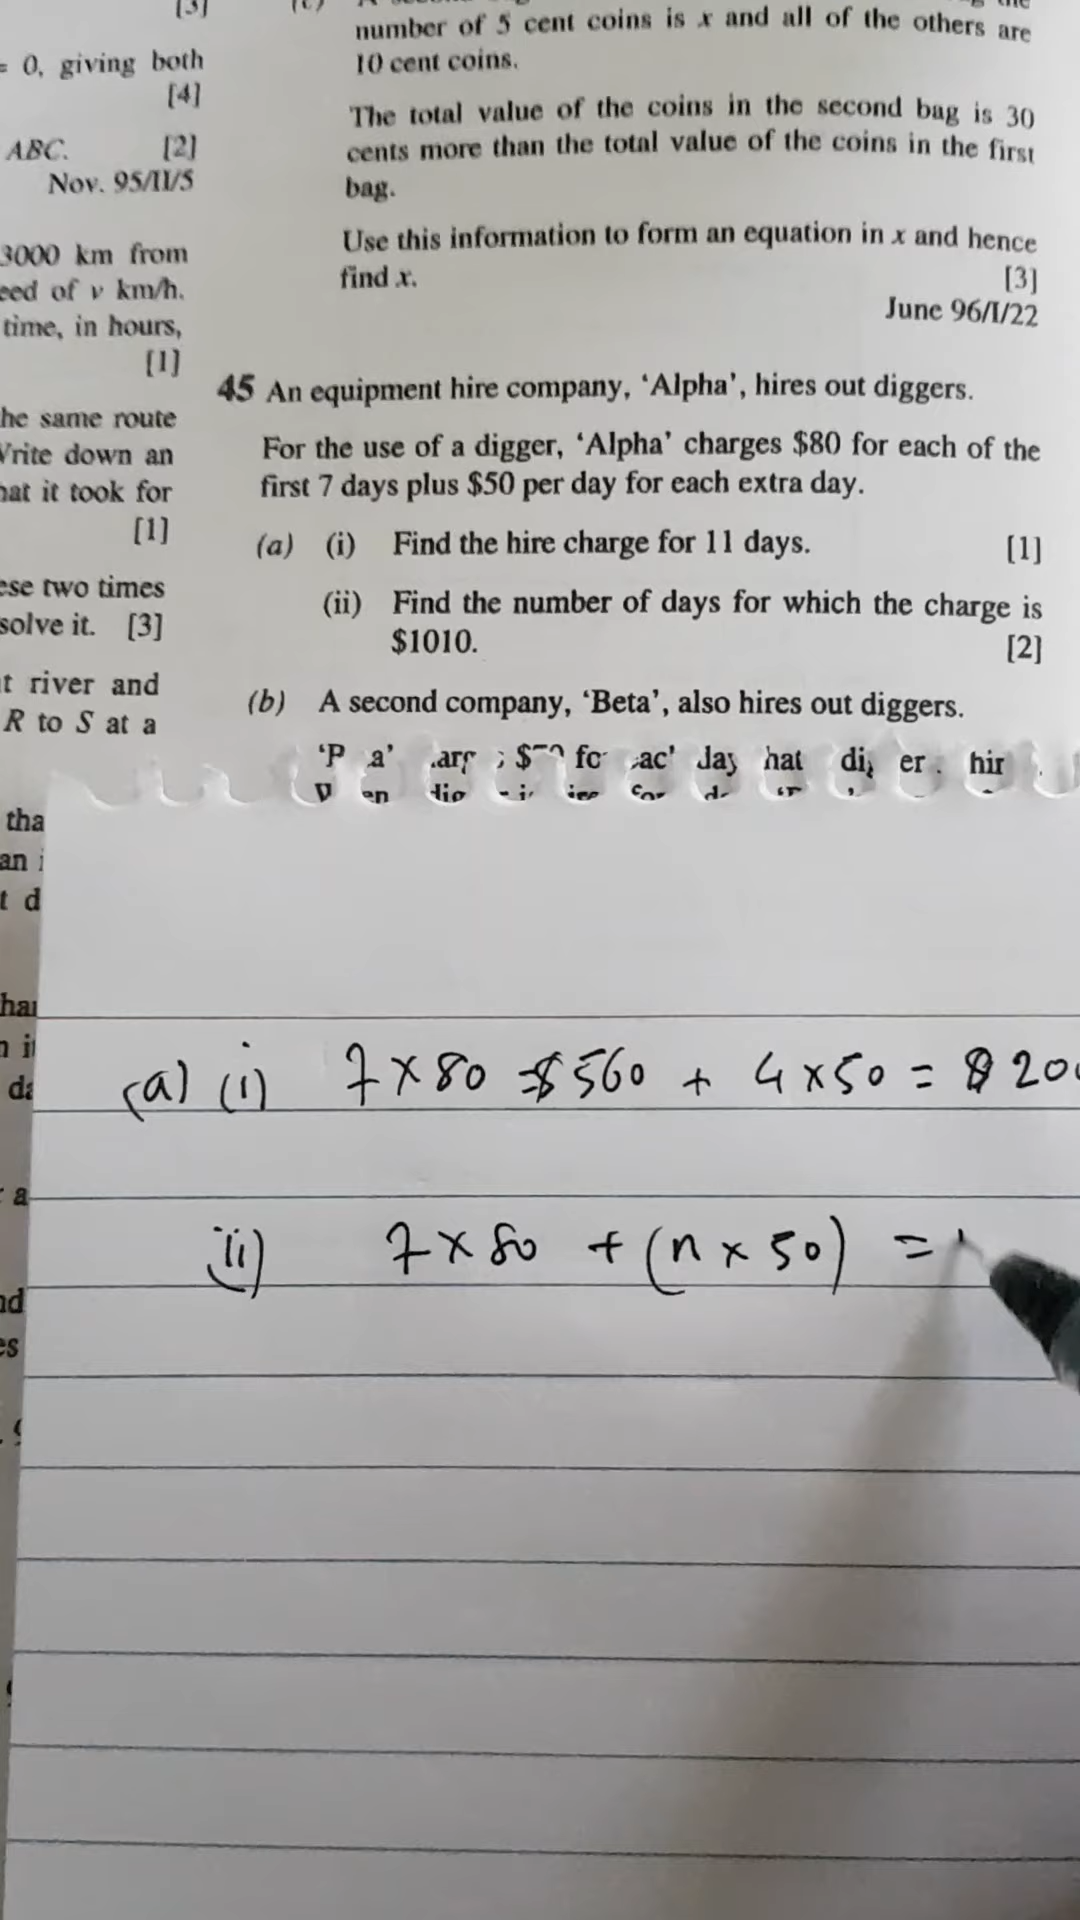 [3]
= 0, giving both
[4]
ABC. [2]
Nov. 95/II/5
3000 km from
eed of v km/h.
time, in hours,
[1]
he same route
Write down an
hat it took for
[1]
ese two times
solve it. [3]
t river and
R to S at a
tha
an i
t d
number of 5 cent coins is x and all of the others are
10 cent coins.
The total value of the coins in the second bag is 30
cents more than the total value of the coins in the first
bag.
Use this information to form an equation in x and hence
find x. [3]
June 96/I/22
45 An equipment hire company, ‘Alpha’, hires out diggers.
For the use of a digger, ‘Alpha’ charges $80 for each of the
first 7 days plus $50 per day for each extra day.
(a) (i) Find the hire charge for 11 days. [1]
(ii) Find the number of days for which the charge is
$1010. [2]
(b) A second company, ‘Beta’, also hires out diggers.
(a) (i) 7 × 80 = $560 + 4 × 50 = $ 20
(ii) 7 × 80 + (n × 50) =